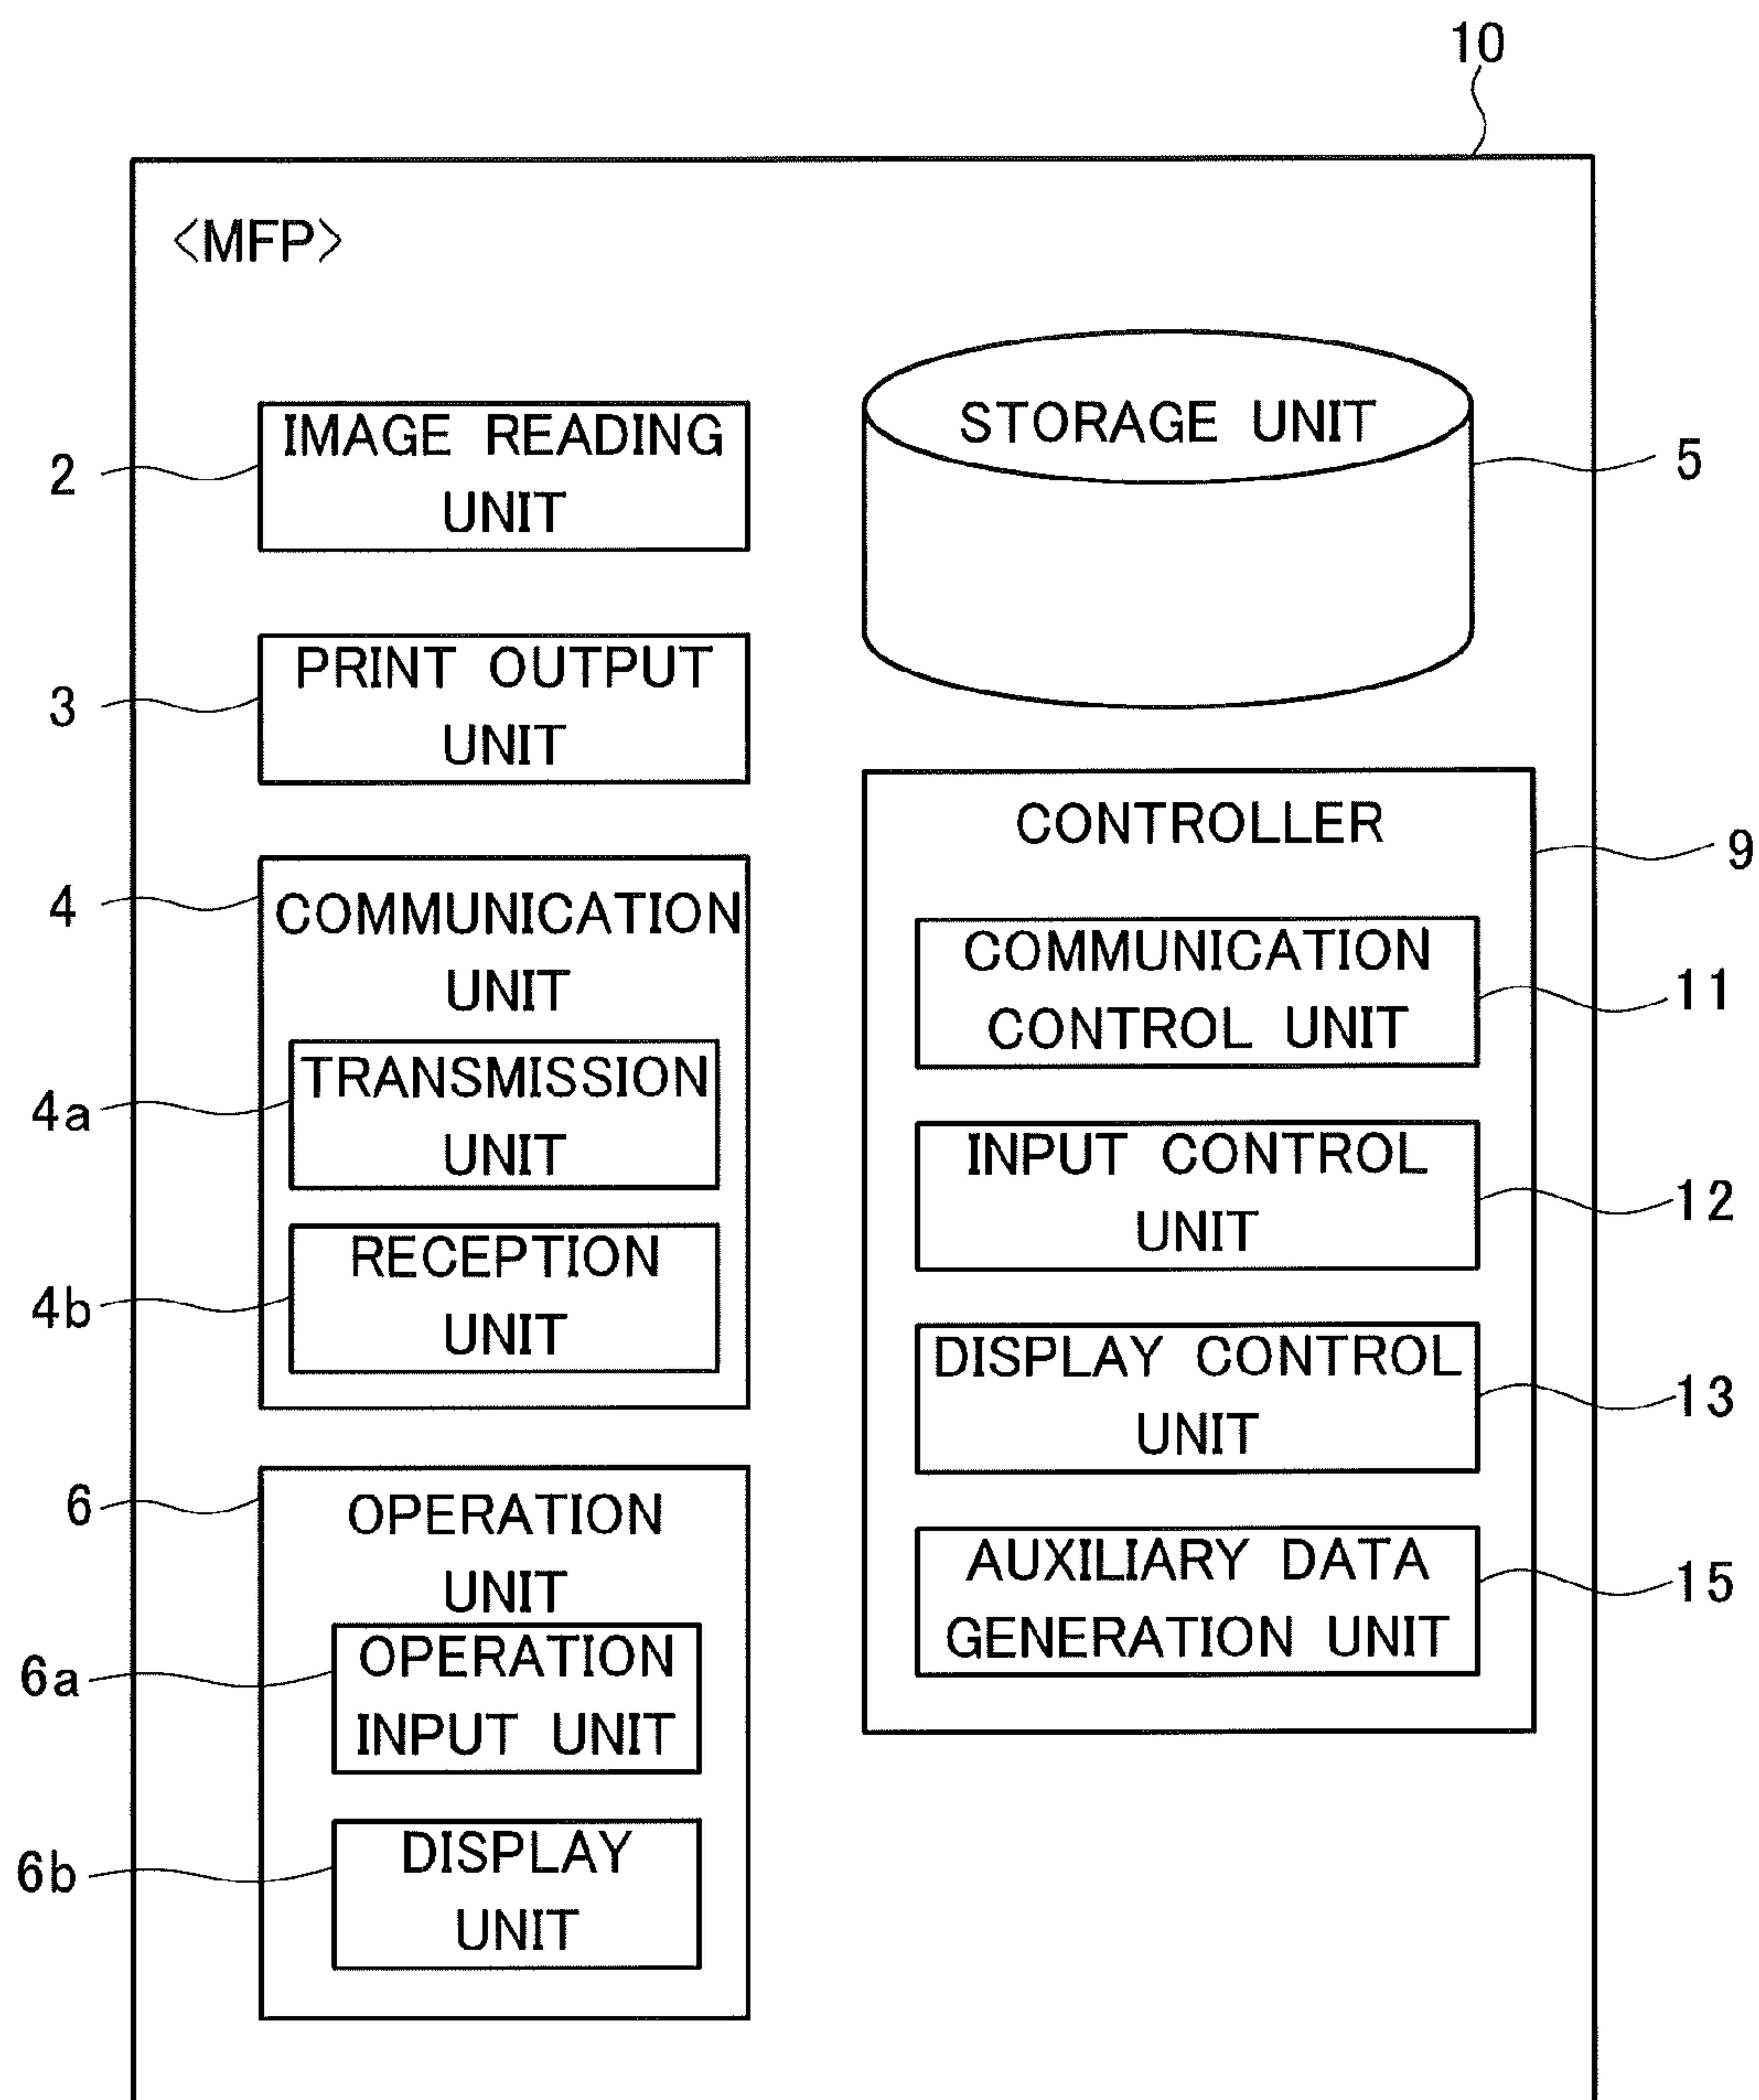 10
<MFP>
IMAGE READING
UNIT
2
STORAGE UNIT
5
PRINT OUTPUT
UNIT
3
4
COMMUNICATION
UNIT
TRANSMISSION
UNIT
4a
RECEPTION
UNIT
4b
6
OPERATION
UNIT
OPERATION
INPUT UNIT
6a
DISPLAY
UNIT
6b
CONTROLLER
9
COMMUNICATION
CONTROL UNIT
11
INPUT CONTROL
UNIT
12
DISPLAY CONTROL
UNIT
13
AUXILIARY DATA
GENERATION UNIT
15